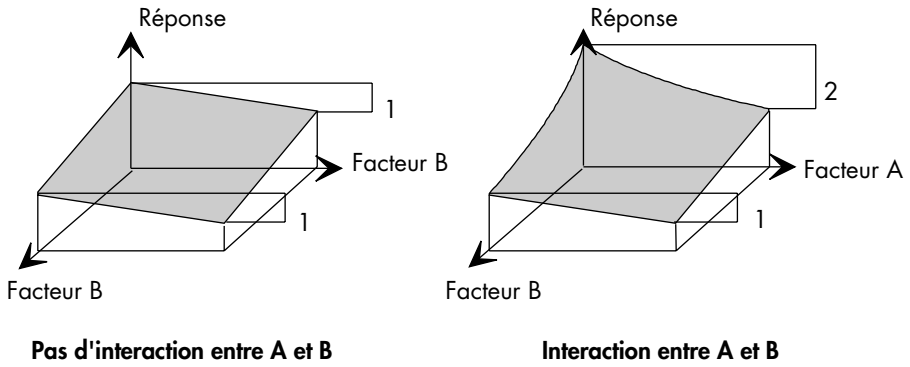 Réponse
1
Facteur B
1
Facteur B
Pas d'interaction entre A et B
Réponse
2
Facteur A
1
Facteur B
Interaction entre A et B